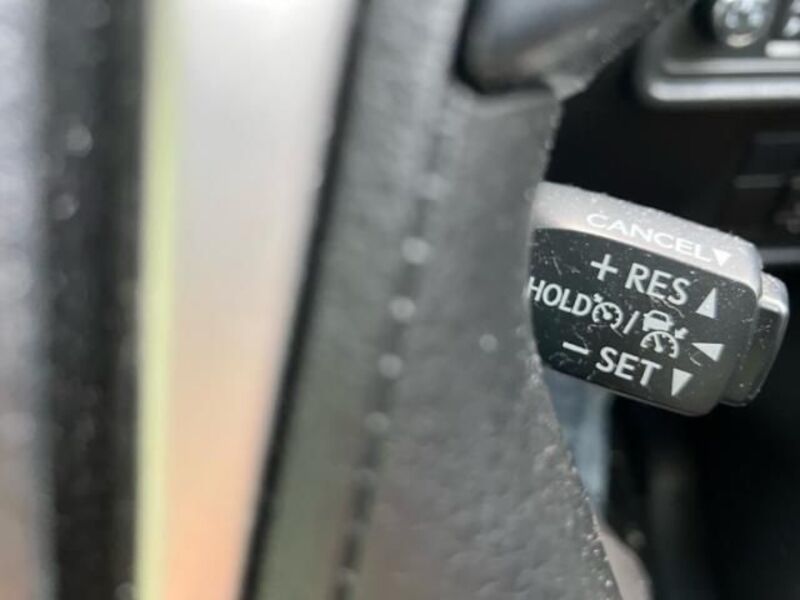 CANCEL▼
+ RES ▲
HOLD / ◀
− SET ▼